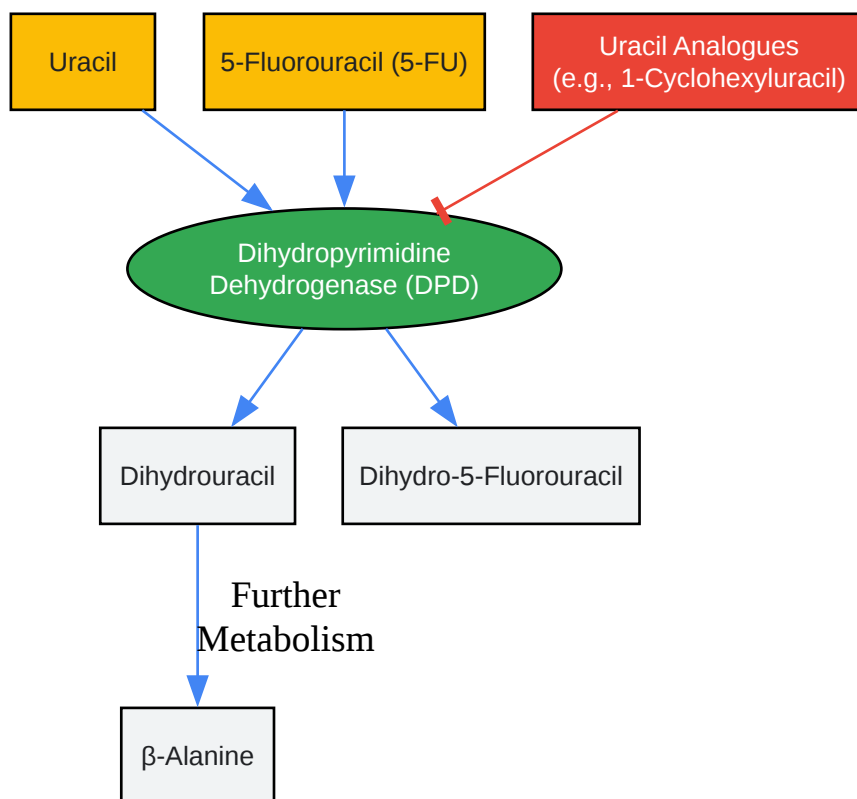 Uracil
5-Fluorouracil (5-FU)
Uracil Analogues
(e.g., 1-Cyclohexyluracil)
Dihydropyrimidine
Dehydrogenase (DPD)
Dihydrouracil
Dihydro-5-Fluorouracil
Further
Metabolism
β-Alanine